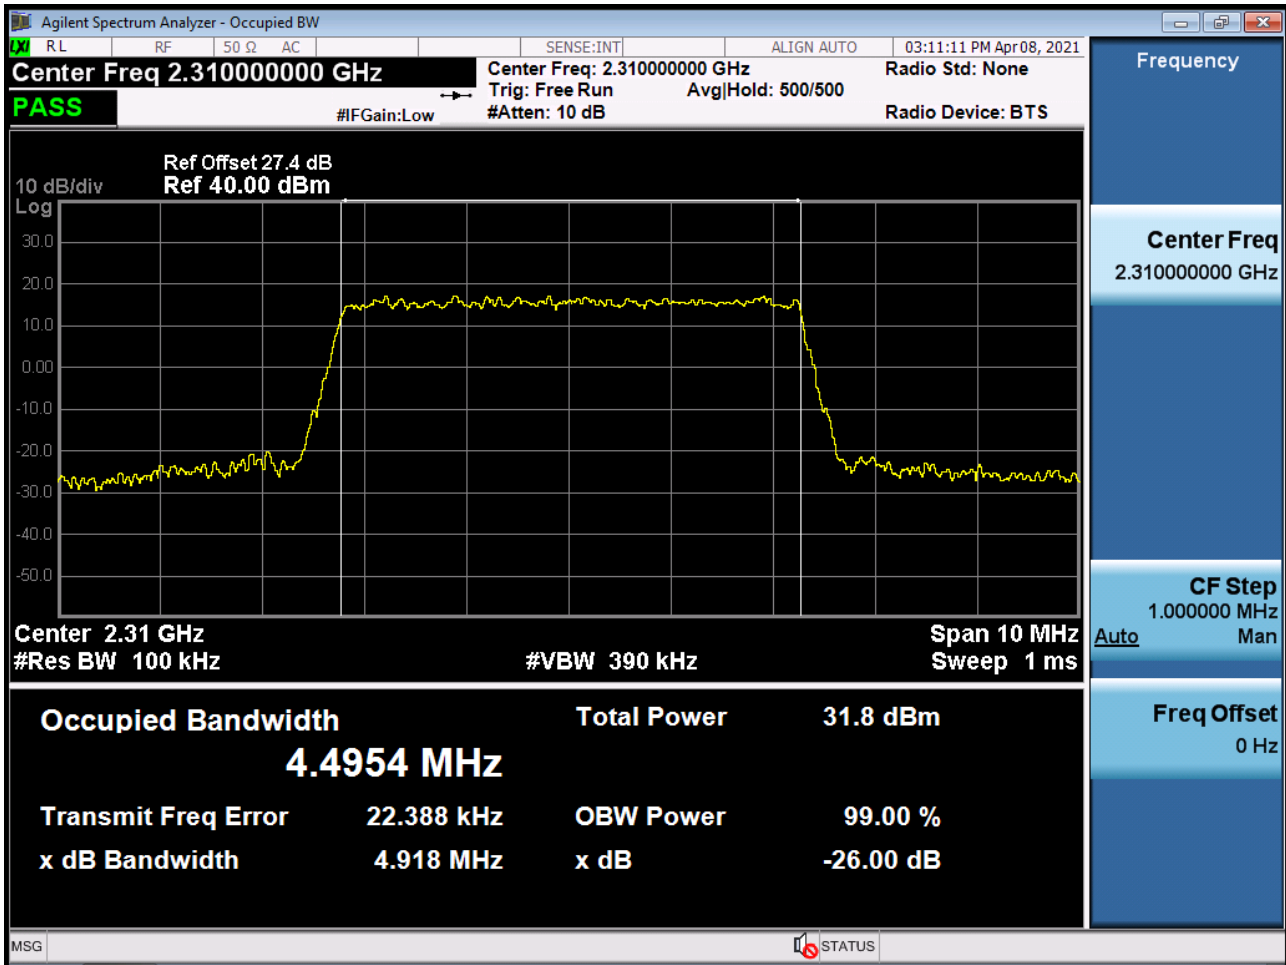 Agilent Spectrum Analyzer - Occupied BW
LXI RL RF 50 Ω AC SENSE:INT ALIGN AUTO 03:11:11 PM Apr 08, 2021
Center Freq 2.310000000 GHz
Center Freq: 2.310000000 GHz
Radio Std: None
Trig: Free Run Avg|Hold: 500/500
PASS
#IFGain:Low
#Atten: 10 dB
Radio Device: BTS
Ref Offset 27.4 dB
10 dB/div Ref 40.00 dBm
Log
30.0
20.0
10.0
0.00
-10.0
-20.0
-30.0
-40.0
-50.0
Center 2.31 GHz Span 10 MHz
#Res BW 100 kHz #VBW 390 kHz Sweep 1 ms
Occupied Bandwidth Total Power 31.8 dBm
4.4954 MHz
Transmit Freq Error 22.388 kHz OBW Power 99.00 %
x dB Bandwidth 4.918 MHz x dB -26.00 dB
MSG STATUS
Frequency
Center Freq
2.310000000 GHz
CF Step
1.000000 MHz
Auto Man
Freq Offset
0 Hz